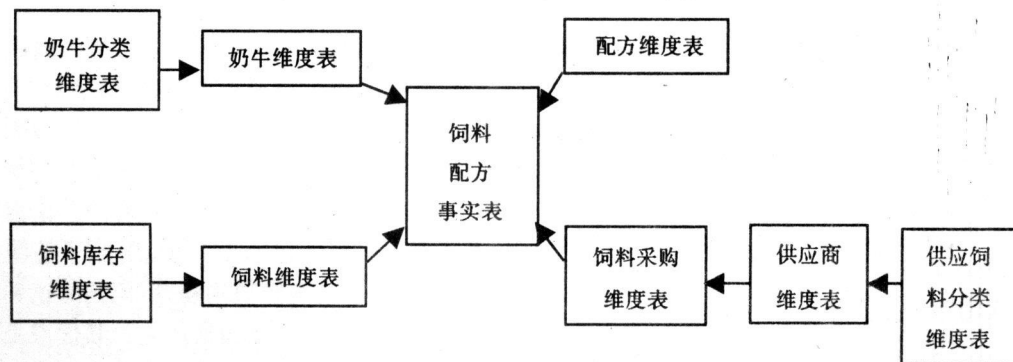 奶牛分类
维度表
奶牛维度表
配方维度表
饲料
配方
事实表
饲料库存
维度表
饲料维度表
饲料采购
维度表
供应商
维度表
供应饲
料分类
维度表